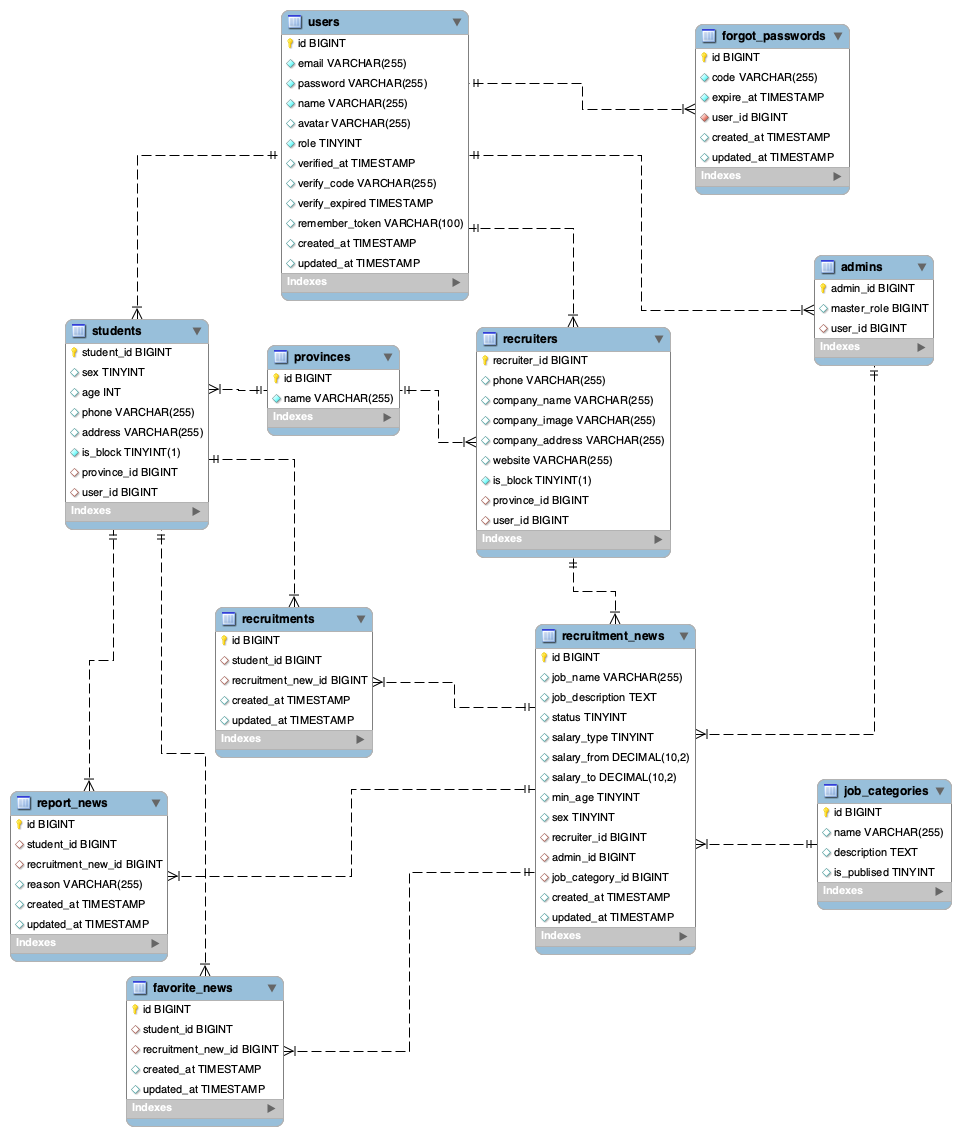 users
id BIGINT
email VARCHAR(255)
password VARCHAR(255)
name VARCHAR(255)
avatar VARCHAR(255)
role TINYINT
verified_at TIMESTAMP
verify_code VARCHAR(255)
verify_expired TIMESTAMP
remember_token VARCHAR(100)
created_at TIMESTAMP
updated_at TIMESTAMP
Indexes
forgot_passwords
id BIGINT
code VARCHAR(255)
expire_at TIMESTAMP
user_id BIGINT
created_at TIMESTAMP
updated_at TIMESTAMP
Indexes
admins
admin_id BIGINT
master_role BIGINT
user_id BIGINT
Indexes
students
student_id BIGINT
sex TINYINT
age INT
phone VARCHAR(255)
address VARCHAR(255)
is_block TINYINT(1)
province_id BIGINT
user_id BIGINT
Indexes
provinces
id BIGINT
name VARCHAR(255)
Indexes
recruiters
recruiter_id BIGINT
phone VARCHAR(255)
company_name VARCHAR(255)
company_image VARCHAR(255)
company_address VARCHAR(255)
website VARCHAR(255)
is_block TINYINT(1)
province_id BIGINT
user_id BIGINT
Indexes
recruitments
id BIGINT
student_id BIGINT
recruitment_new_id BIGINT
created_at TIMESTAMP
updated_at TIMESTAMP
Indexes
recruitment_news
id BIGINT
job_name VARCHAR(255)
job_description TEXT
status TINYINT
salary_type TINYINT
salary_from DECIMAL(10,2)
salary_to DECIMAL(10,2)
min_age TINYINT
sex TINYINT
recruiter_id BIGINT
admin_id BIGINT
job_category_id BIGINT
created_at TIMESTAMP
updated_at TIMESTAMP
Indexes
job_categories
id BIGINT
name VARCHAR(255)
description TEXT
is_publised TINYINT
Indexes
report_news
id BIGINT
student_id BIGINT
recruitment_new_id BIGINT
reason VARCHAR(255)
created_at TIMESTAMP
updated_at TIMESTAMP
Indexes
favorite_news
id BIGINT
student_id BIGINT
recruitment_new_id BIGINT
created_at TIMESTAMP
updated_at TIMESTAMP
Indexes